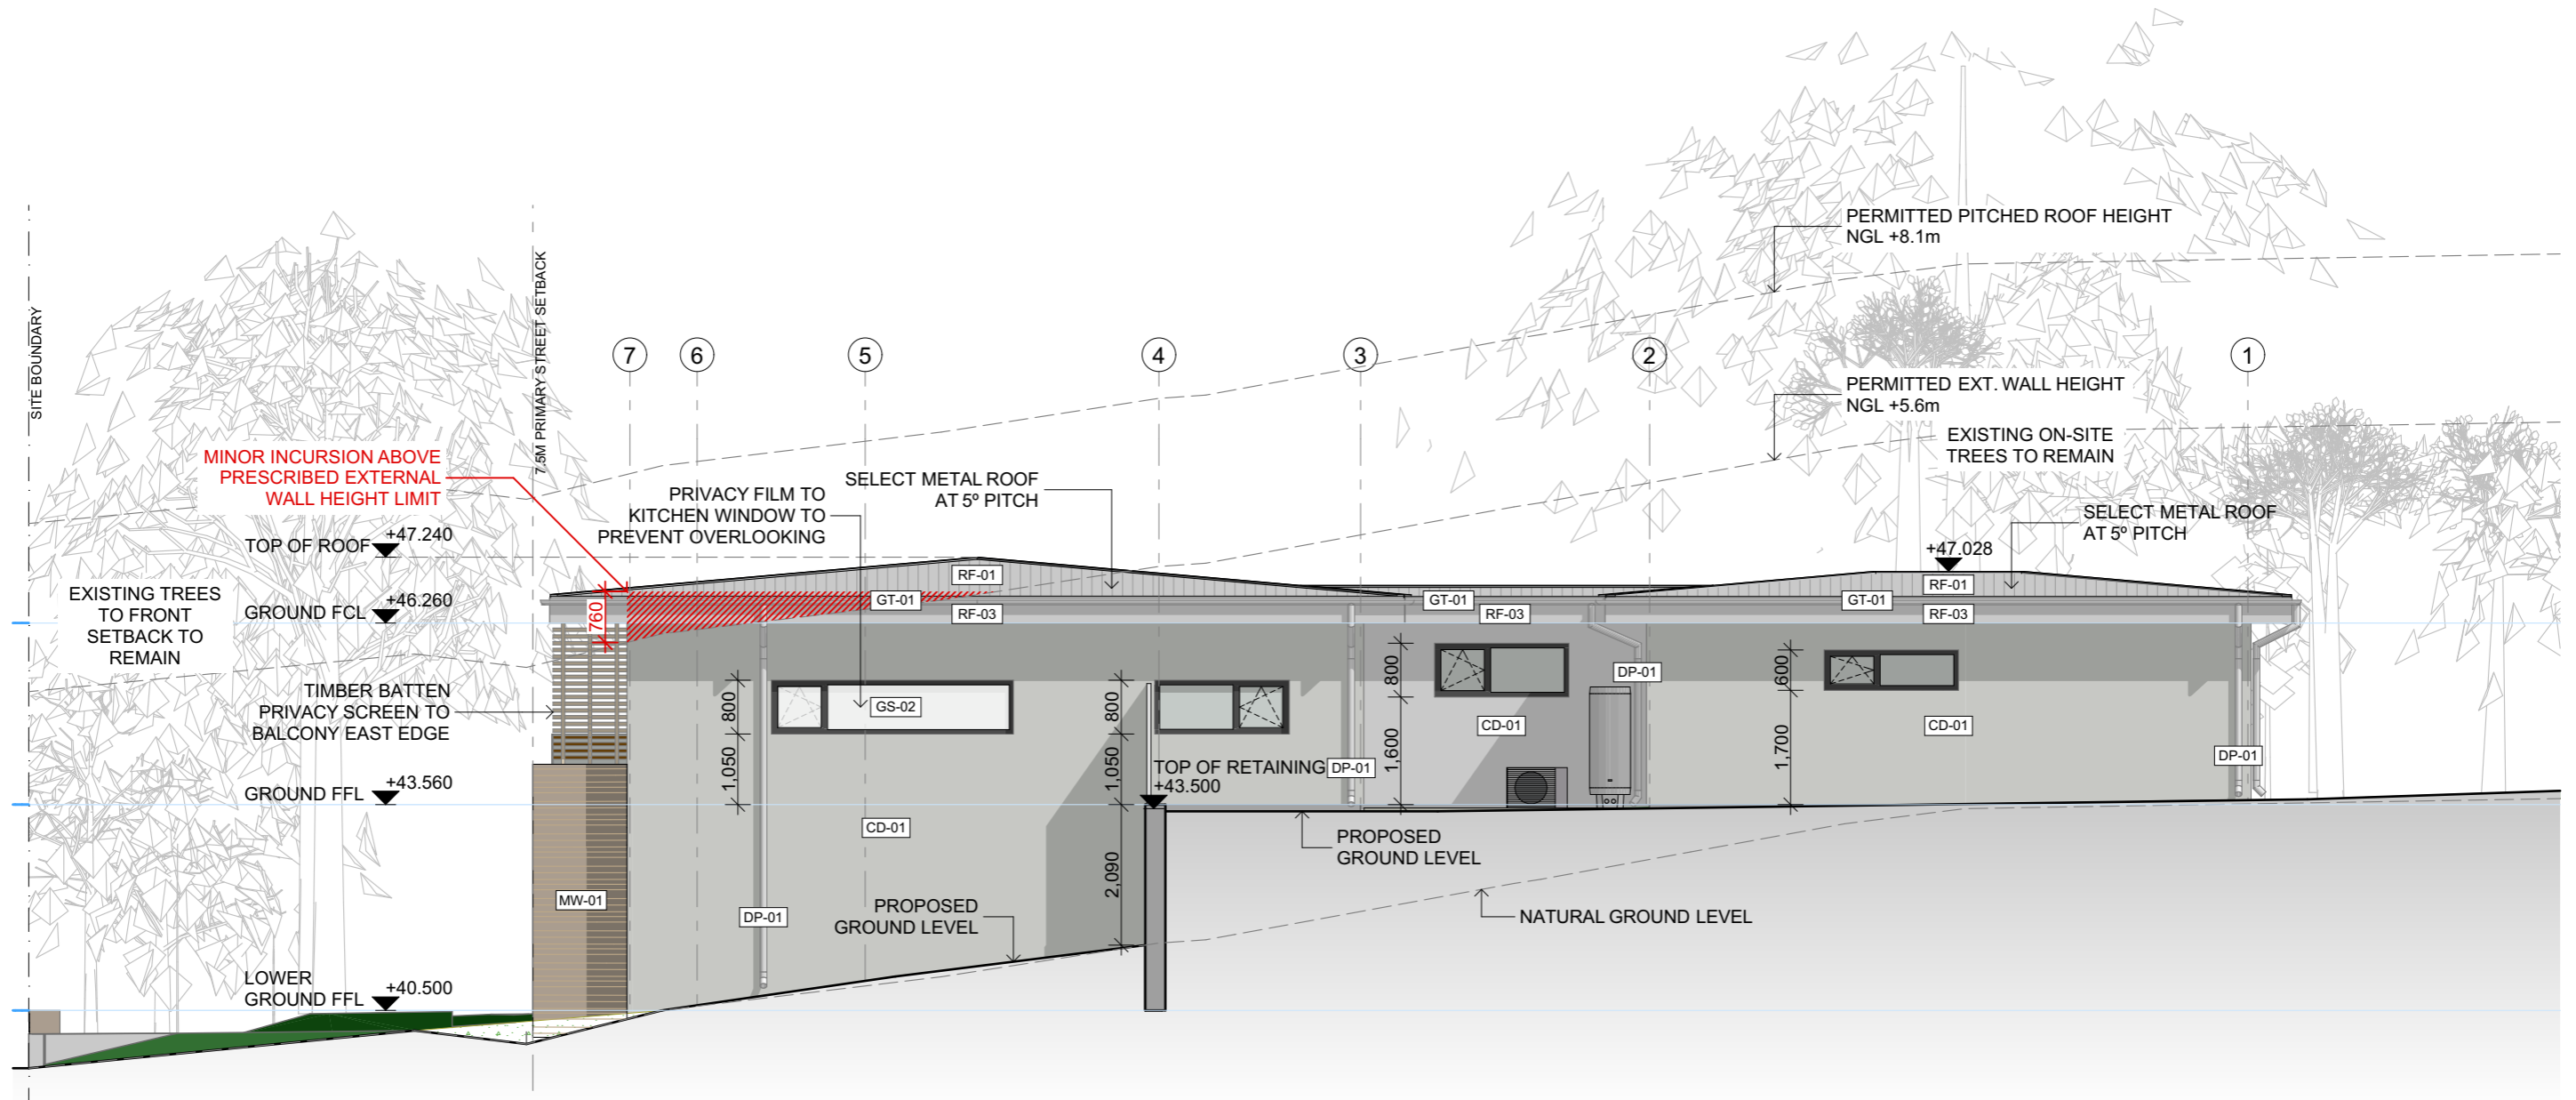 SITE BOUNDARY
7.5M PRIMARY STREET SETBACK
PERMITTED PITCHED ROOF HEIGHT
NGL +8.1m
7
6
5
4
3
2
1
PERMITTED EXT. WALL HEIGHT
NGL +5.6m
EXISTING ON-SITE
TREES TO REMAIN
MINOR INCURSION ABOVE
PRESCRIBED EXTERNAL
WALL HEIGHT LIMIT
PRIVACY FILM TO
KITCHEN WINDOW TO
PREVENT OVERLOOKING
SELECT METAL ROOF
AT 5º PITCH
SELECT METAL ROOF
AT 5º PITCH
TOP OF ROOF
+47.240
+47.028
EXISTING TREES
TO FRONT
SETBACK TO
REMAIN
GROUND FCL
+46.260
760
RF-01
GT-01
RF-03
GT-01
RF-03
RF-01
GT-01
RF-03
TIMBER BATTEN
PRIVACY SCREEN TO
BALCONY EAST EDGE
800
1,050
GS-02
800
1,050
2,090
800
1,600
DP-01
CD-01
600
1,700
CD-01
DP-01
TOP OF RETAINING
+43.500
DP-01
GROUND FFL
+43.560
CD-01
PROPOSED
GROUND LEVEL
MW-01
DP-01
PROPOSED
GROUND LEVEL
NATURAL GROUND LEVEL
LOWER
GROUND FFL
+40.500